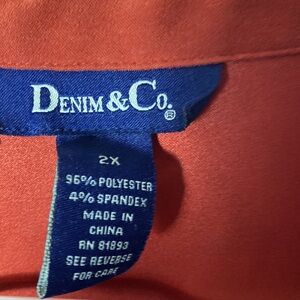 DENIM & CO.®
2X
96% POLYESTER
4% SPANDEX
MADE IN
CHINA
RN 81893
SEE REVERSE
FOR CARE